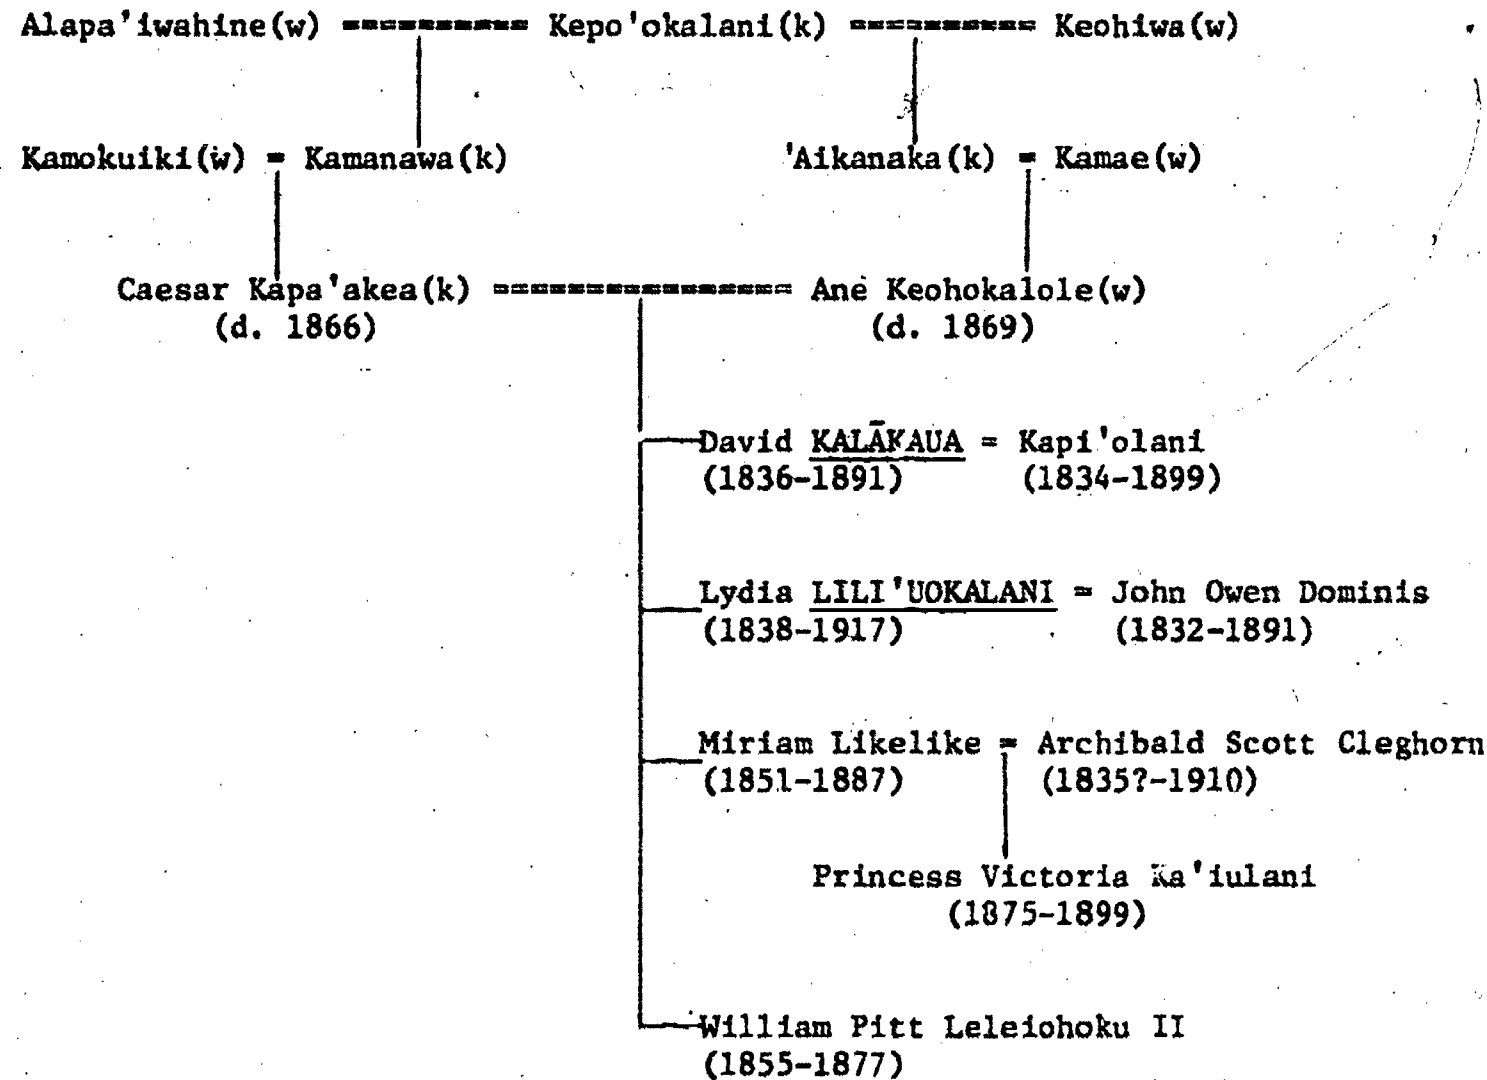 Alapa'iwahine(w) ========== Kepo'okalani(k) ========== Keohiwa(w)
Kamokuiki(w) = Kamanawa(k) 'Aikanaka(k) = Kamae(w)
Caesar Kapa'akea(k) ================ Ane Keohokalole(w)
(d. 1866) (d. 1869)
David KALĀKAUA = Kapi'olani
(1836-1891) (1834-1899)
Lydia LILI'UOKALANI = John Owen Dominis
(1838-1917) (1832-1891)
Miriam Likelike = Archibald Scott Cleghorn
(1851-1887) (1835?-1910)
Princess Victoria Ka'iulani
(1875-1899)
William Pitt Leleiohoku II
(1855-1877)